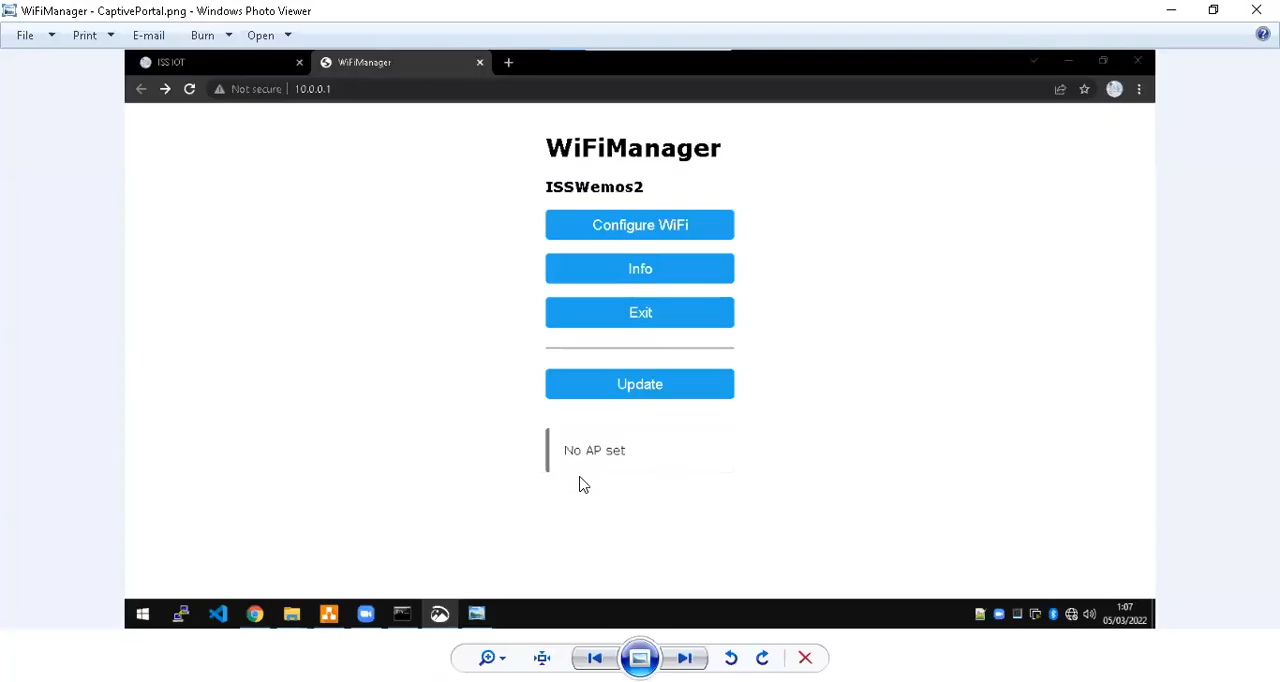 WiFiManager - CaptivePortal.png - Windows Photo Viewer
File Print E-mail Burn Open
ISS IOT WiFiManager
Not secure 10.0.0.1
WiFiManager
ISSWemos2
Configure WiFi
Info
Exit
Update
No AP set
1:07
05/03/2022